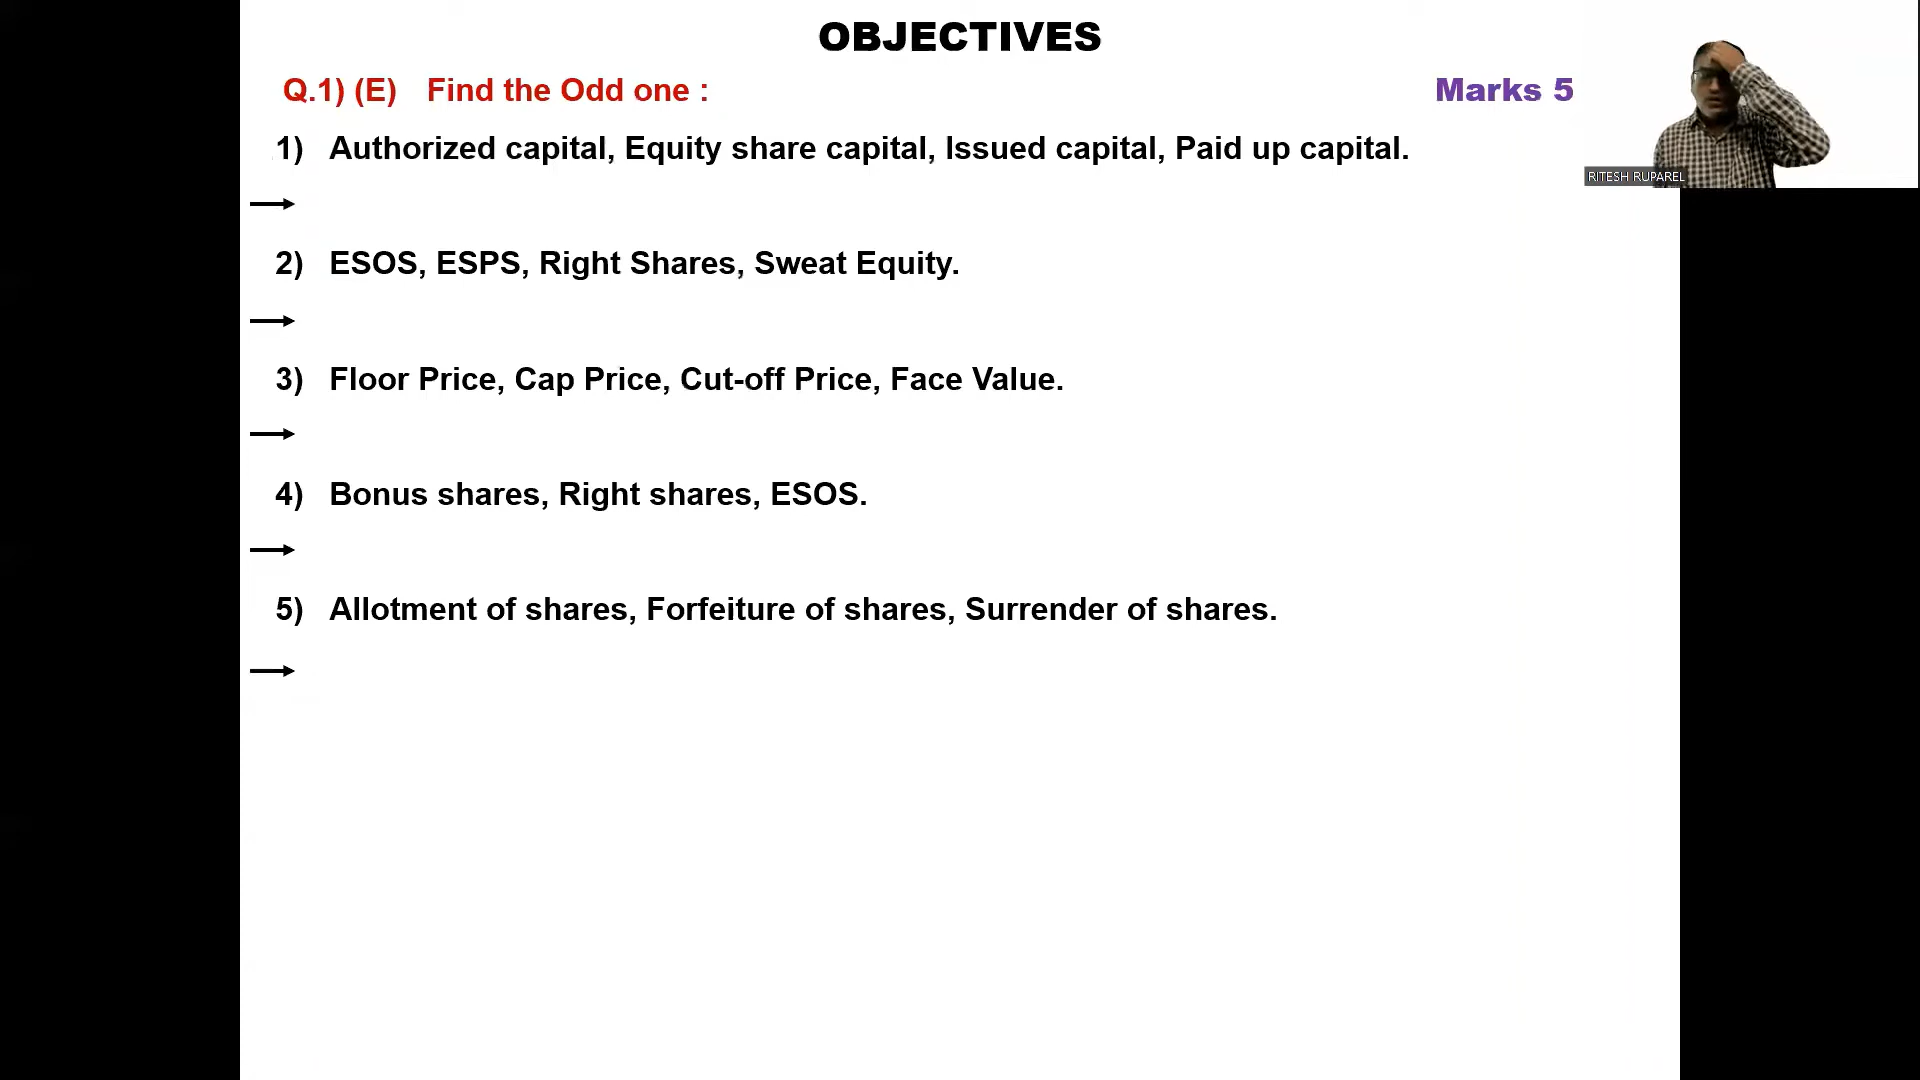 OBJECTIVES
Q.1) (E) Find the Odd one : Marks 5
1) Authorized capital, Equity share capital, Issued capital, Paid up capital.
RITESH RUPAREL
2) ESOS, ESPS, Right Shares, Sweat Equity.
3) Floor Price, Cap Price, Cut-off Price, Face Value.
4) Bonus shares, Right shares, ESOS.
5) Allotment of shares, Forfeiture of shares, Surrender of shares.